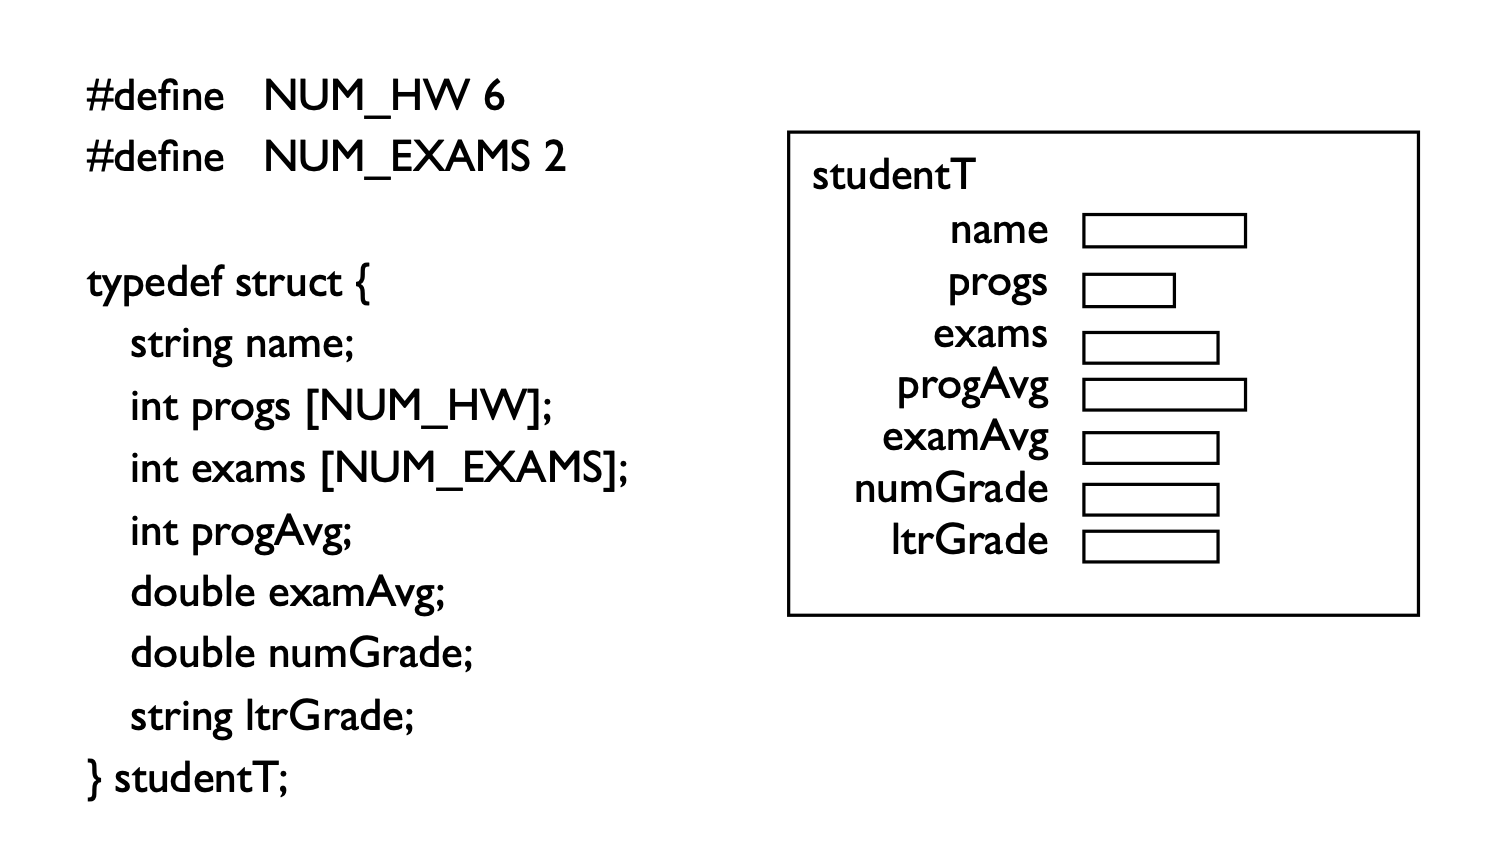 #define NUM_HW 6
#define NUM_EXAMS 2
typedef struct {
string name;
int progs [NUM_HW];
int exams [NUM_EXAMS];
int progAvg;
double examAvg;
double numGrade;
string ltrGrade;
} studentT;
studentT
name
progs
exams
progAvg
examAvg
numGrade
ltrGrade